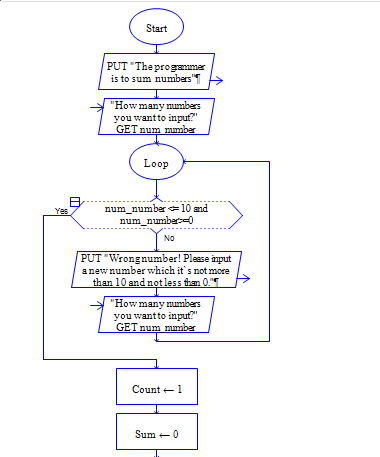 Start
PUT "The programmer
is to sum numbers"¶
"How many numbers
you want to input?"
GET num_number
Loop
Yes
num_number <= 10 and
num_number>=0
No
PUT "Wrong number! Please input
a new number which it`s not more
than 10 and not less than 0."¶
"How many numbers
you want to input?"
GET num_number
Count ← 1
Sum ← 0